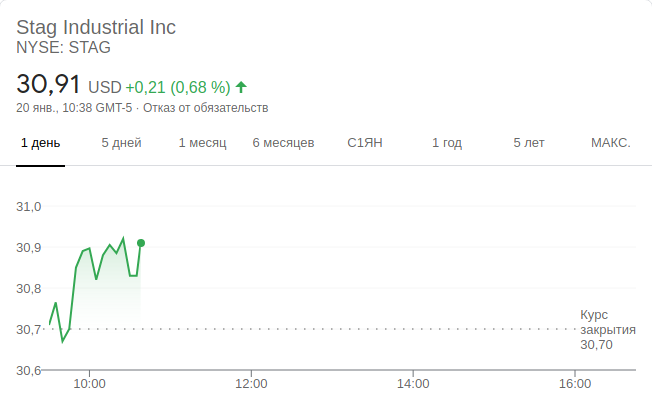 Stag Industrial Inc
NYSE: STAG
30,91 USD +0,21 (0,68 %)
20 янв., 10:38 GMT-5 · Отказ от обязательств
1 день 5 дней 1 месяц 6 месяцев С1ЯН 1 год 5 лет МАКС.
31,0
30,9
30,8
30,7
30,6
Курс
закрытия
30,70
10:00 12:00 14:00 16:00